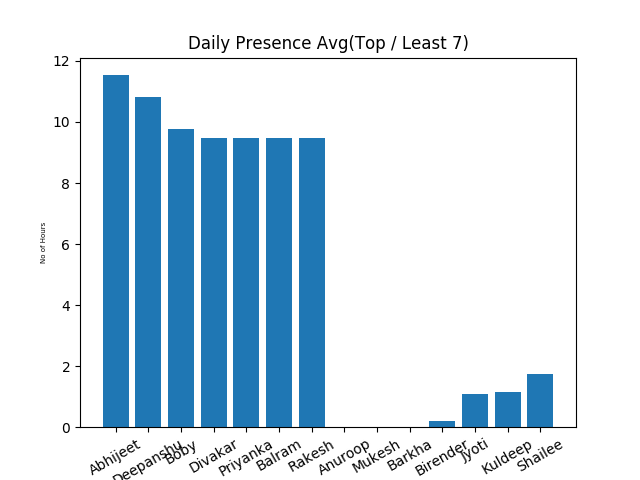 Daily Presence Avg(Top / Least 7)
12
10
8
6
4
2
0
No of Hours
Abhijeet
Deepanshu
Boby
Divakar
Priyanka
Balram
Rakesh
Anuroop
Mukesh
Barkha
Birender
Jyoti
Kuldeep
Shailee